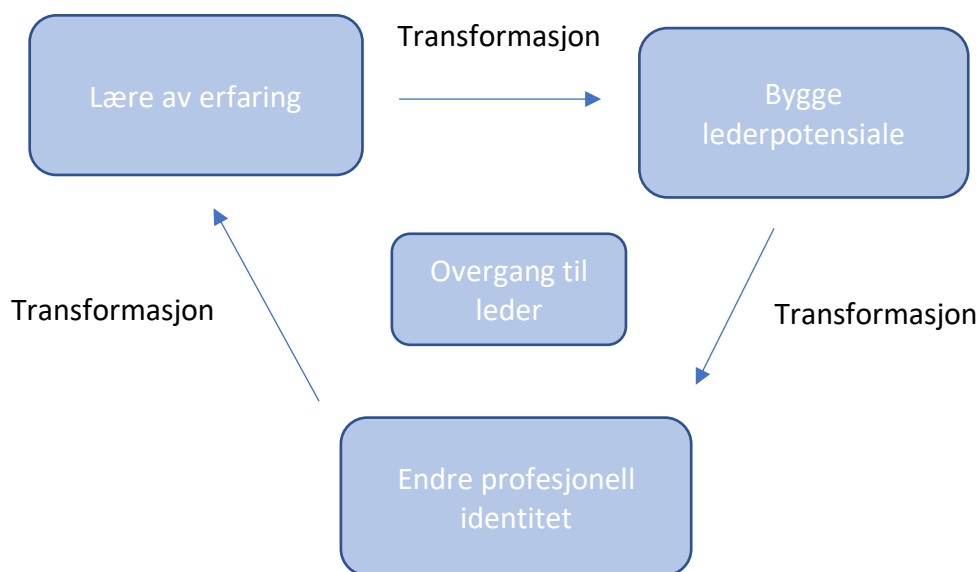 Transformasjon
Lære av erfaring
Bygge
lederpotensiale
Overgang til
leder
Transformasjon
Transformasjon
Endre profesjonell
identitet